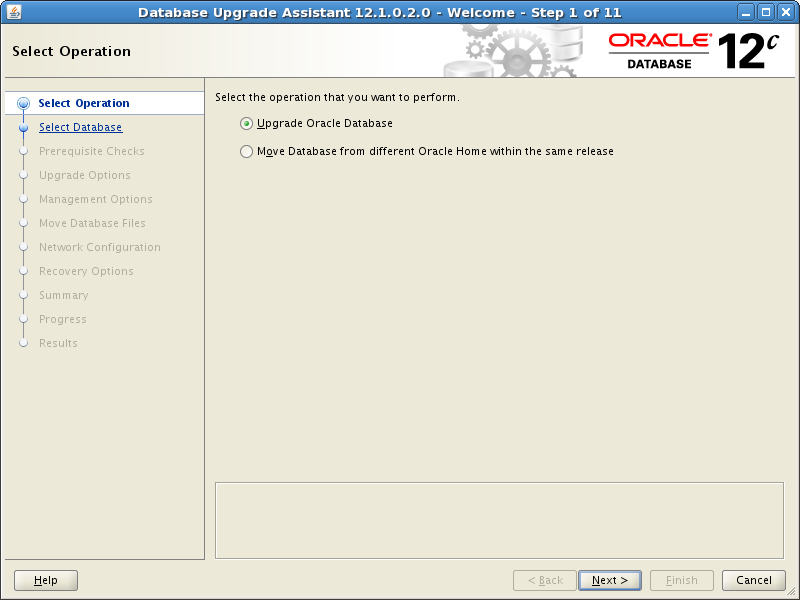 Database Upgrade Assistant 12.1.0.2.0 - Welcome - Step 1 of 11
Select Operation
ORACLE®
DATABASE
12c
Select Operation
Select Database
Prerequisite Checks
Upgrade Options
Management Options
Move Database Files
Network Configuration
Recovery Options
Summary
Progress
Results
Select the operation that you want to perform.
Upgrade Oracle Database
Move Database from different Oracle Home within the same release
Help
< Back
Next >
Finish
Cancel